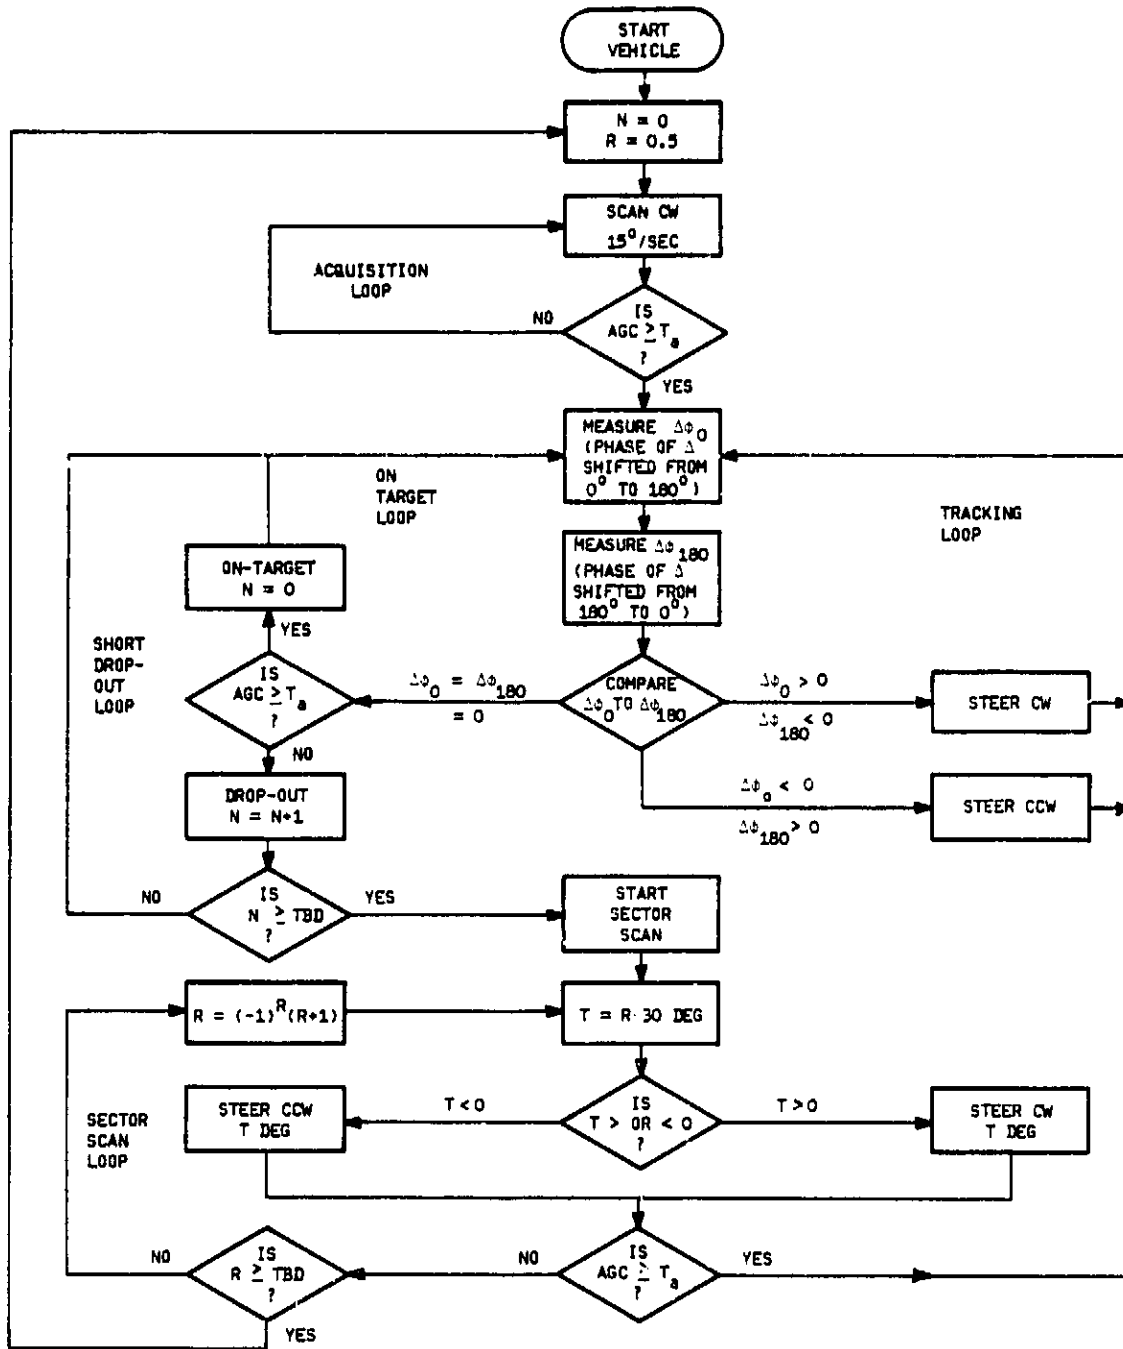 START
VEHICLE
N = 0
R = 0.5
SCAN CW
15°/SEC
ACQUISITION
LOOP
NO
IS
AGC ≥ Tₐ
?
YES
MEASURE Δϕ₀
(PHASE OF Δ
SHIFTED FROM
0° TO 180°)
ON
TARGET
LOOP
TRACKING
LOOP
MEASURE Δϕ₁₈₀
(PHASE OF Δ
SHIFTED FROM
180° TO 0°)
ON-TARGET
N = 0
YES
SHORT
DROP-
OUT
LOOP
IS
AGC ≥ Tₐ
?
Δϕ₀ = Δϕ₁₈₀
= 0
COMPARE
Δϕ₀ TO Δϕ₁₈₀
Δϕ₀ > 0
Δϕ₁₈₀ < 0
STEER CW
NO
DROP-OUT
N = N+1
Δϕₐ < 0
Δϕ₁₈₀ > 0
STEER CCW
NO
IS
N ≥ TBD
?
YES
START
SECTOR
SCAN
R = (-1)ᴿ(R+1)
T = R·30 DEG
SECTOR
SCAN
LOOP
STEER CCW
T DEG
T < 0
IS
T > OR < 0
?
T > 0
STEER CW
T DEG
NO
IS
R ≥ TBD
?
YES
NO
IS
AGC ≥ Tₐ
?
YES